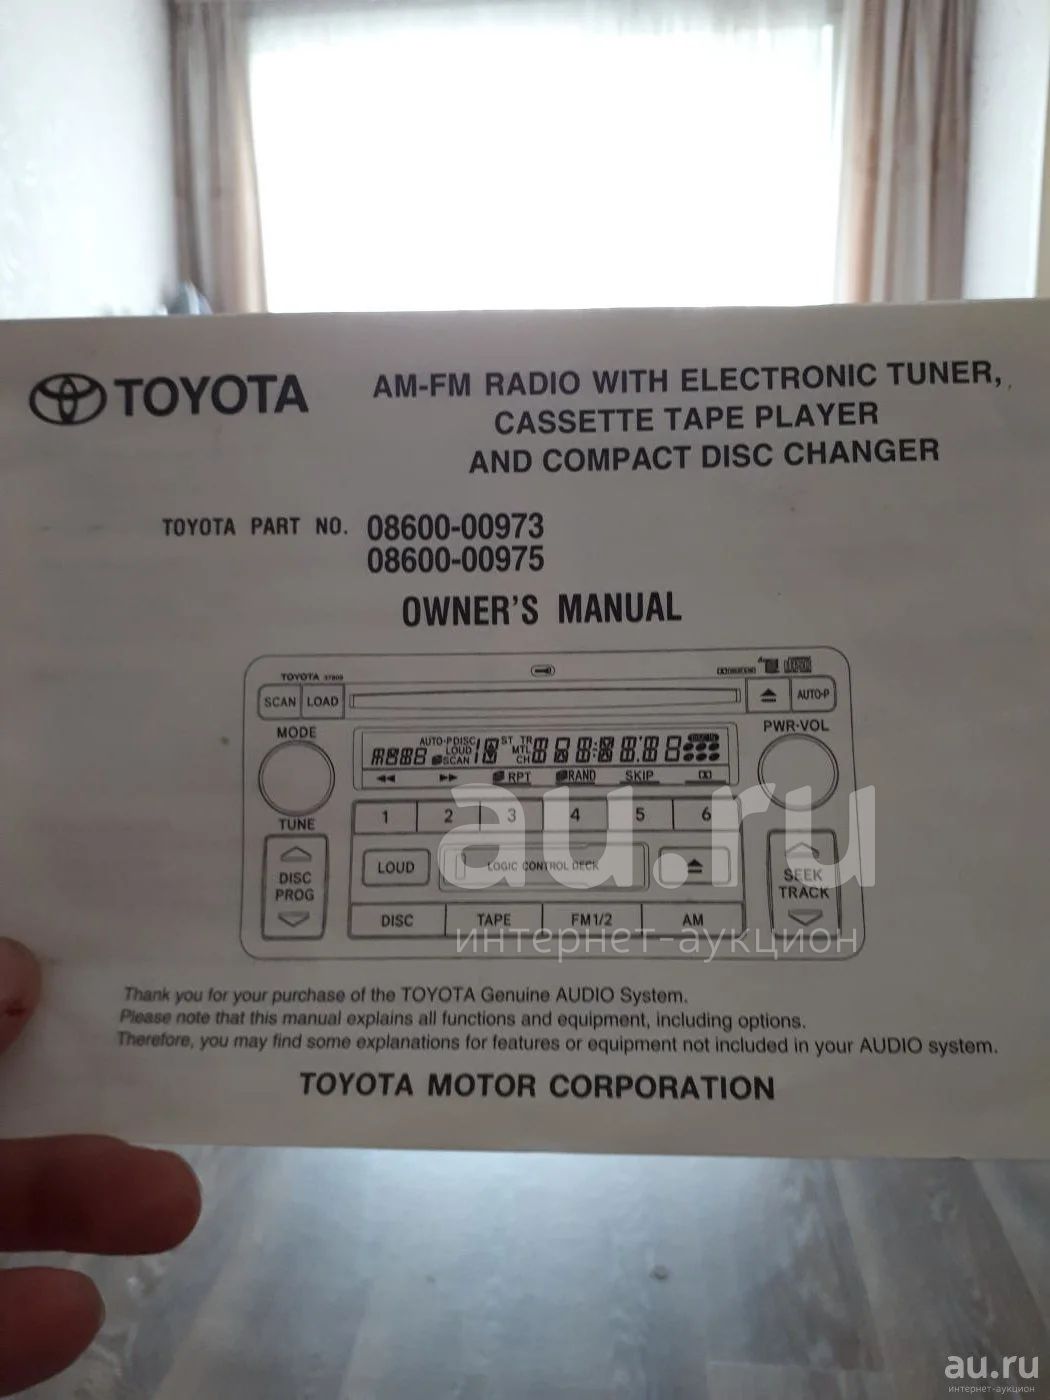 TOYOTA
AM-FM RADIO WITH ELECTRONIC TUNER,
CASSETTE TAPE PLAYER
AND COMPACT DISC CHANGER
TOYOTA PART NO. 08600-00973
08600-00975
OWNER'S MANUAL
TOYOTA
SCAN LOAD AUTO-P
MODE PWR·VOL
AUTO-P DISC ST TR
LOUD MTL
SCAN CH
RPT RAND SKIP
1 2 3 4 5 6
TUNE
DISC
PROG
LOUD LOGIC CONTROL DECK
SEEK
TRACK
DISC TAPE FM1/2 AM
au.ru
интернет-аукцион
Thank you for your purchase of the TOYOTA Genuine AUDIO System.
Please note that this manual explains all functions and equipment, including options.
Therefore, you may find some explanations for features or equipment not included in your AUDIO system.
TOYOTA MOTOR CORPORATION
au.ru
интернет-аукцион